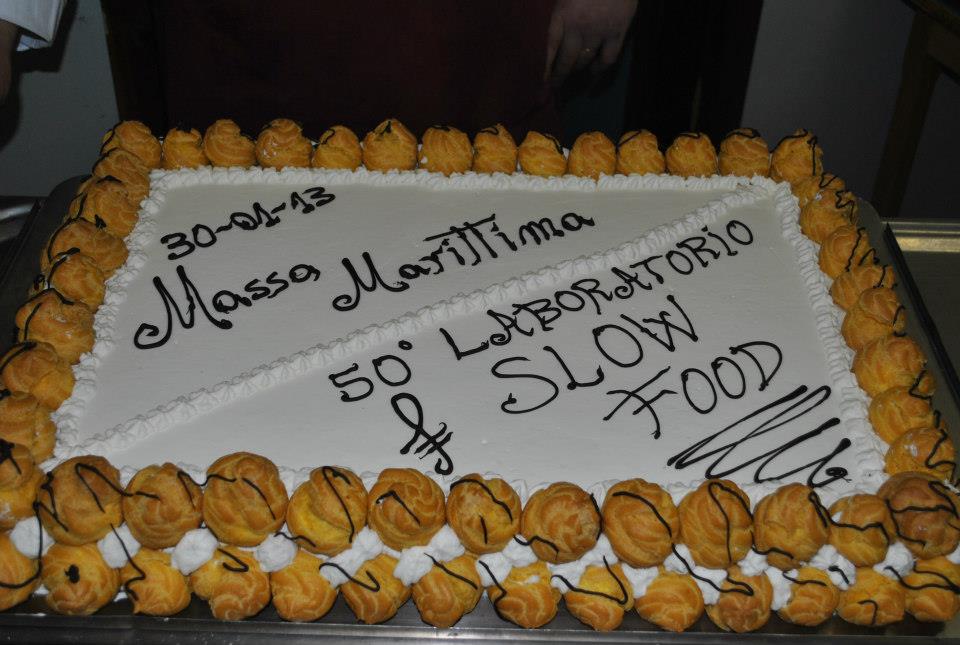 30-01-13
Massa Marittima
50° LABORATORIO
SLOW
FOOD